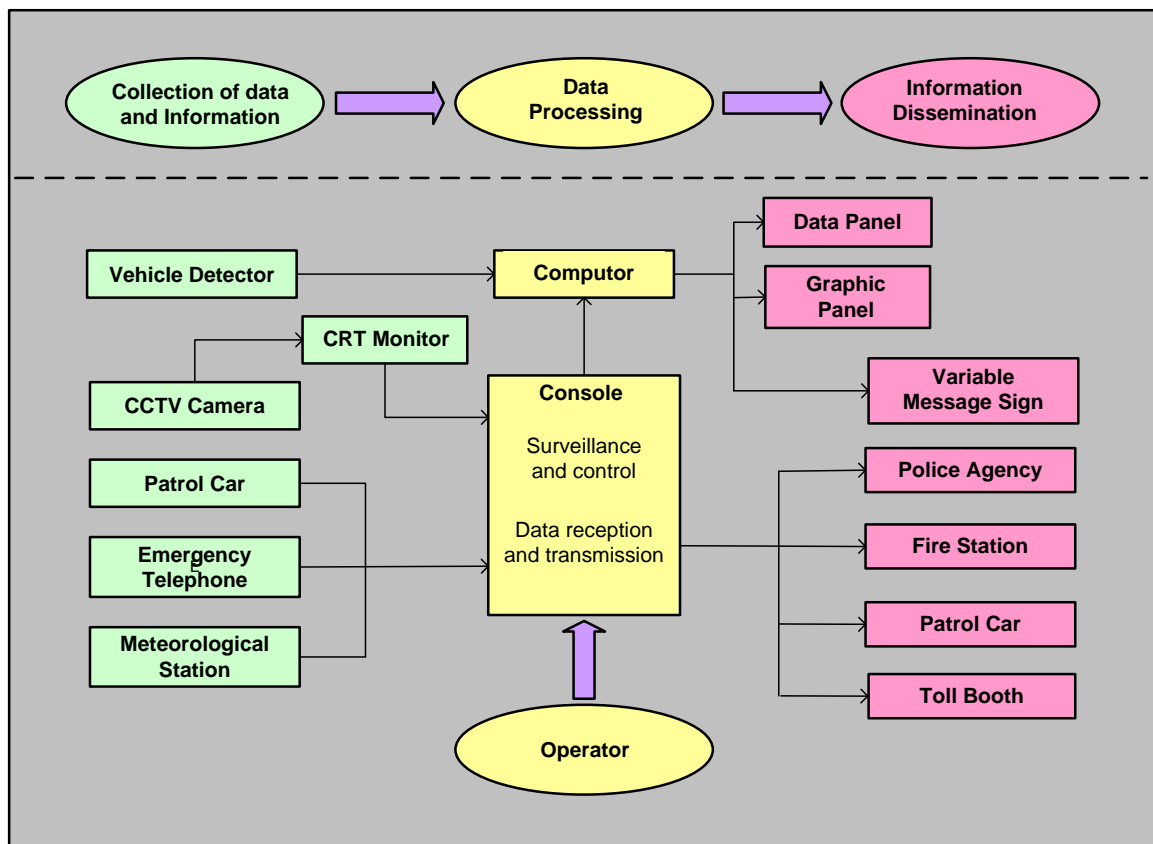 Collection of data
and Information
Data
Processing
Information
Dissemination
Data Panel
Vehicle Detector
Computor
Graphic
Panel
CRT Monitor
CCTV Camera
Console
Surveillance
and control
Data reception
and transmission
Variable
Message Sign
Patrol Car
Police Agency
Emergency
Telephone
E
Fire Station
Meteorological
Station
Patrol Car
Toll Booth
Operator